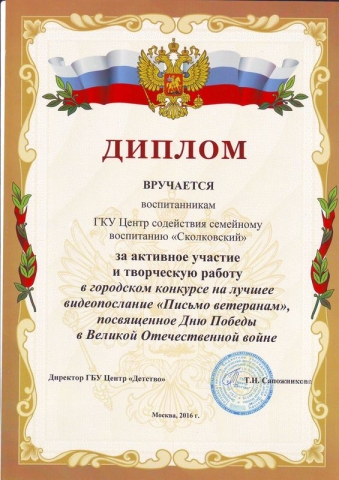 ДИПЛОМ
ВРУЧАЕТСЯ
воспитанникам
ГКУ Центр содействия семейному
воспитанию «Сколковский»
за активное участие
и творческую работу
в городском конкурсе на лучшее
видеопослание «Письмо ветеранам»,
посвященное Дню Победы
в Великой Отечественной войне
Директор ГБУ Центр «Детство»
Т.Н. Сапожникова
Москва, 2016 г.